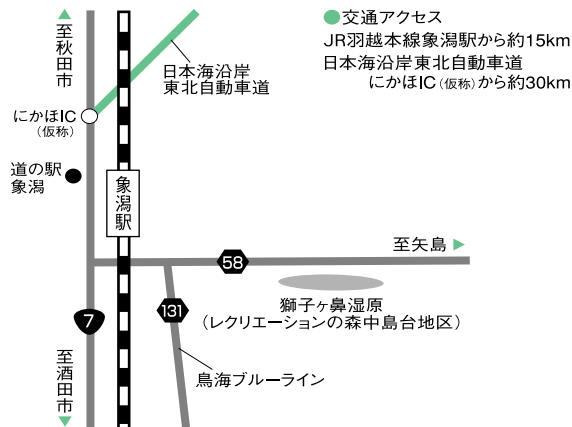 至秋田市
日本海沿岸
東北自動車道
にかほIC
（仮称）
道の駅
象潟
象潟駅
至矢島
58
獅子ヶ鼻湿原
（レクリエーションの森中島台地区）
131
7
鳥海ブルーライン
至酒田市
●交通アクセス
JR羽越本線象潟駅から約15km
日本海沿岸東北自動車道
にかほIC（仮称）から約30km